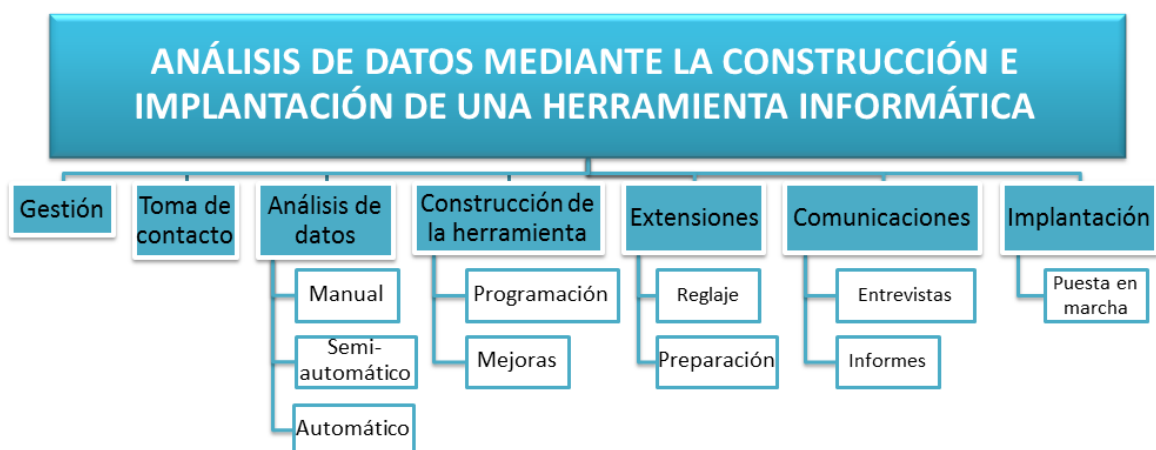 ANÁLISIS DE DATOS MEDIANTE LA CONSTRUCCIÓN E
IMPLANTACIÓN DE UNA HERRAMIENTA INFORMÁTICA
Gestión
Toma de
contacto
Análisis de
datos
Manual
Semi-
automático
Automático
Construcción de
la herramienta
Programación
Mejoras
Extensiones
Reglaje
Preparación
Comunicaciones
Entrevistas
Informes
Implantación
Puesta en
marcha